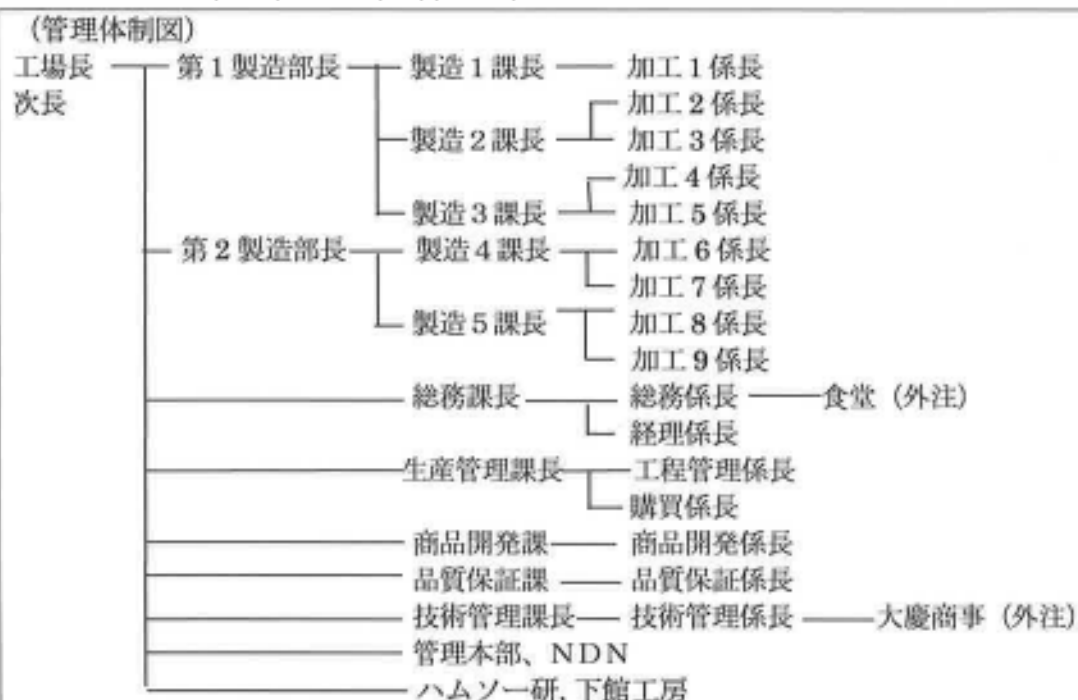 （管理体制図）
工場長 第1製造部長 製造1課長 加工1係長
次長 加工2係長
製造2課長 加工3係長
加工4係長
製造3課長 加工5係長
第2製造部長 製造4課長 加工6係長
加工7係長
製造5課長 加工8係長
加工9係長
総務課長 総務係長 食堂（外注）
経理係長
生産管理課長 工程管理係長
購買係長
商品開発課 商品開発係長
品質保証課 品質保証係長
技術管理課長 技術管理係長 大慶商事（外注）
管理本部、NDN
ハムソー研, 下館工房